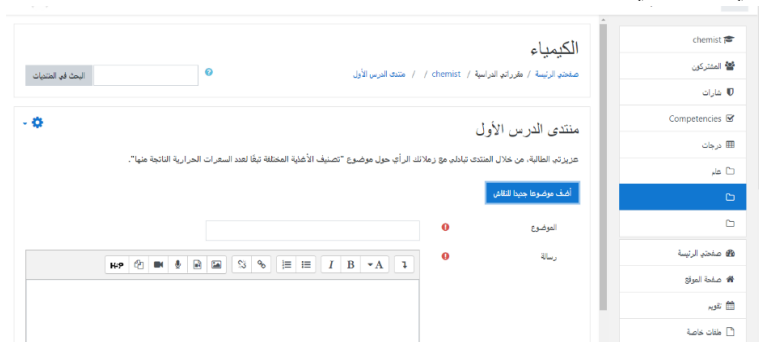 chemist
المشتركون
شارات
Competencies
درجات
عام
صفحتي الرئيسة
صفحة الموقع
تقويم
ملفات خاصة
الكيمياء
صفحتي الرئيسة / مقرراتي الدراسية / chemist / / منتدى الدرس الأول
البحث في المنتديات
منتدى الدرس الأول
عزيزتي الطالبة، من خلال المنتدى تبادلي مع زملائك الرأي حول موضوع "تصنيف الأغذية المختلفة تبعًا لعدد السعرات الحرارية الناتجة منها".
أضف موضوعا جديدا للنقاش
الموضوع
رسالة
A B I
H-P